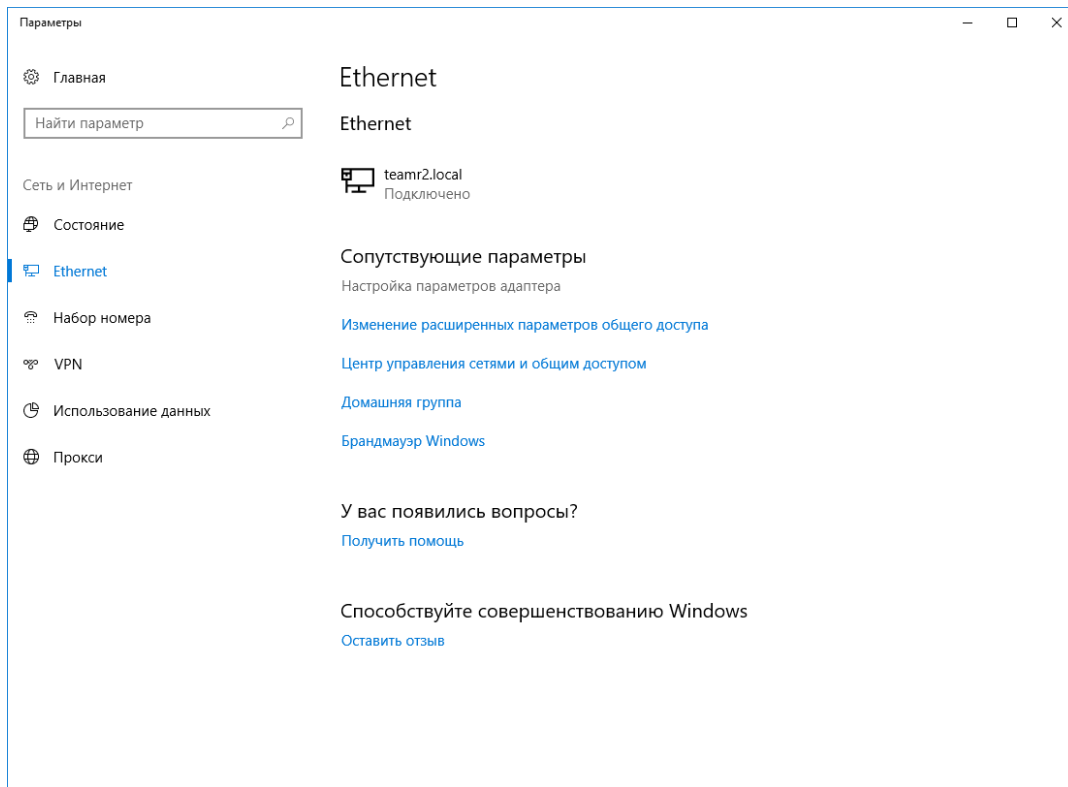 Параметры
Главная
Найти параметр
Сеть и Интернет
Состояние
Ethernet
Набор номера
VPN
Использование данных
Прокси
Ethernet
Ethernet
teamr2.local
Подключено
Сопутствующие параметры
Настройка параметров адаптера
Изменение расширенных параметров общего доступа
Центр управления сетями и общим доступом
Домашняя группа
Брандмауэр Windows
У вас появились вопросы?
Получить помощь
Способствуйте совершенствованию Windows
Оставить отзыв